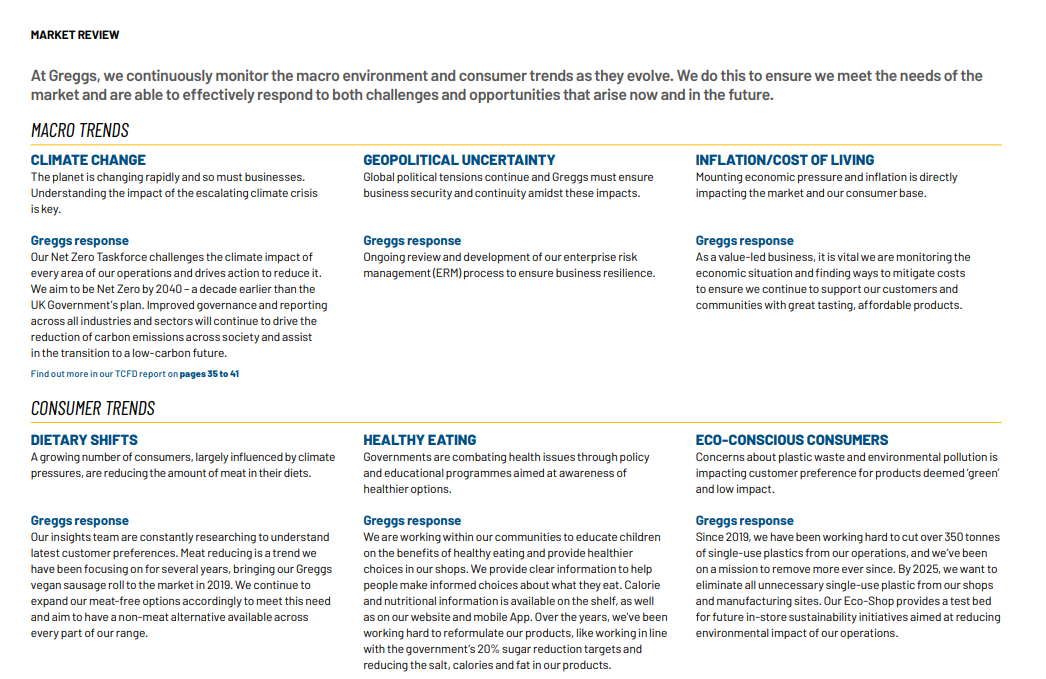 MARKET REVIEW
At Greggs, we continuously monitor the macro environment and consumer trends as they evolve. We do this to ensure we meet the needs of the
market and are able to effectively respond to both challenges and opportunities that arise now and in the future.
MACRO TRENDS
CLIMATE CHANGE
The planet is changing rapidly and so must businesses.
Understanding the impact of the escalating climate crisis
is key.
Greggs response
Our Net Zero Taskforce challenges the climate impact of
every area of our operations and drives action to reduce it.
We aim to be Net Zero by 2040 – a decade earlier than the
UK Government's plan. Improved governance and reporting
across all industries and sectors will continue to drive the
reduction of carbon emissions across society and assist
in the transition to a low-carbon future.
Find out more in our TCFD report on pages 35 to 41
GEOPOLITICAL UNCERTAINTY
Global political tensions continue and Greggs must ensure
business security and continuity amidst these impacts.
Greggs response
Ongoing review and development of our enterprise risk
management (ERM) process to ensure business resilience.
INFLATION/COST OF LIVING
Mounting economic pressure and inflation is directly
impacting the market and our consumer base.
Greggs response
As a value-led business, it is vital we are monitoring the
economic situation and finding ways to mitigate costs
to ensure we continue to support our customers and
communities with great tasting, affordable products.
CONSUMER TRENDS
DIETARY SHIFTS
A growing number of consumers, largely influenced by climate
pressures, are reducing the amount of meat in their diets.
Greggs response
Our insights team are constantly researching to understand
latest customer preferences. Meat reducing is a trend we
have been focusing on for several years, bringing our Greggs
vegan sausage roll to the market in 2019. We continue to
expand our meat-free options accordingly to meet this need
and aim to have a non-meat alternative available across
every part of our range.
HEALTHY EATING
Governments are combating health issues through policy
and educational programmes aimed at awareness of
healthier options.
Greggs response
We are working within our communities to educate children
on the benefits of healthy eating and provide healthier
choices in our shops. We provide clear information to help
people make informed choices about what they eat. Calorie
and nutritional information is available on the shelf, as well
as on our website and mobile App. Over the years, we've been
working hard to reformulate our products, like working in line
with the government's 20% sugar reduction targets and
reducing the salt, calories and fat in our products.
ECO-CONSCIOUS CONSUMERS
Concerns about plastic waste and environmental pollution is
impacting customer preference for products deemed 'green'
and low impact.
Greggs response
Since 2019, we have been working hard to cut over 350 tonnes
of single-use plastics from our operations, and we've been
on a mission to remove more ever since. By 2025, we want to
eliminate all unnecessary single-use plastic from our shops
and manufacturing sites. Our Eco-Shop provides a test bed
for future in-store sustainability initiatives aimed at reducing
environmental impact of our operations.